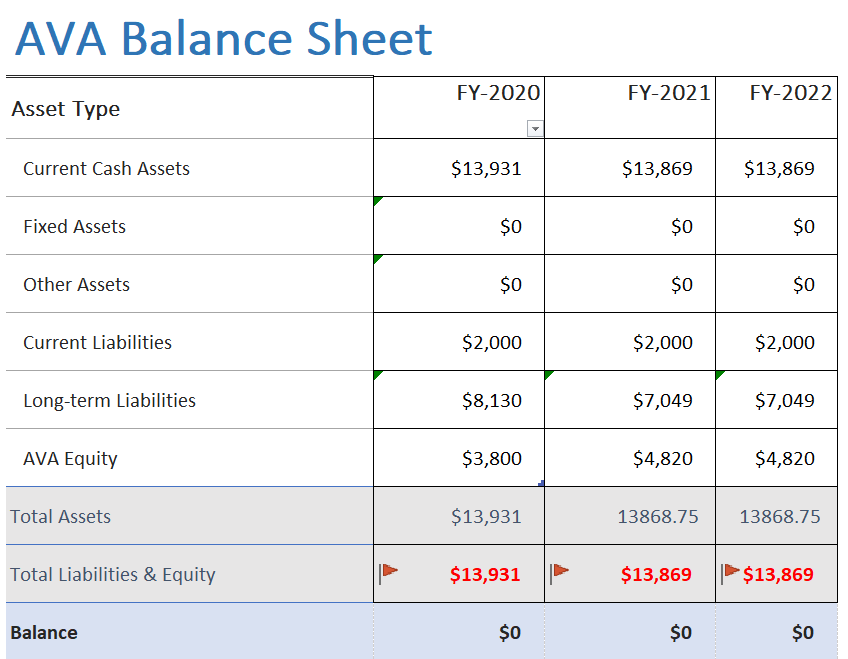 AVA Balance Sheet
Asset Type FY-2020 FY-2021 FY-2022
Current Cash Assets $13,931 $13,869 $13,869
Fixed Assets $0 $0 $0
Other Assets $0 $0 $0
Current Liabilities $2,000 $2,000 $2,000
Long-term Liabilities $8,130 $7,049 $7,049
AVA Equity $3,800 $4,820 $4,820
Total Assets $13,931 13868.75 13868.75
Total Liabilities & Equity $13,931 $13,869 $13,869
Balance $0 $0 $0